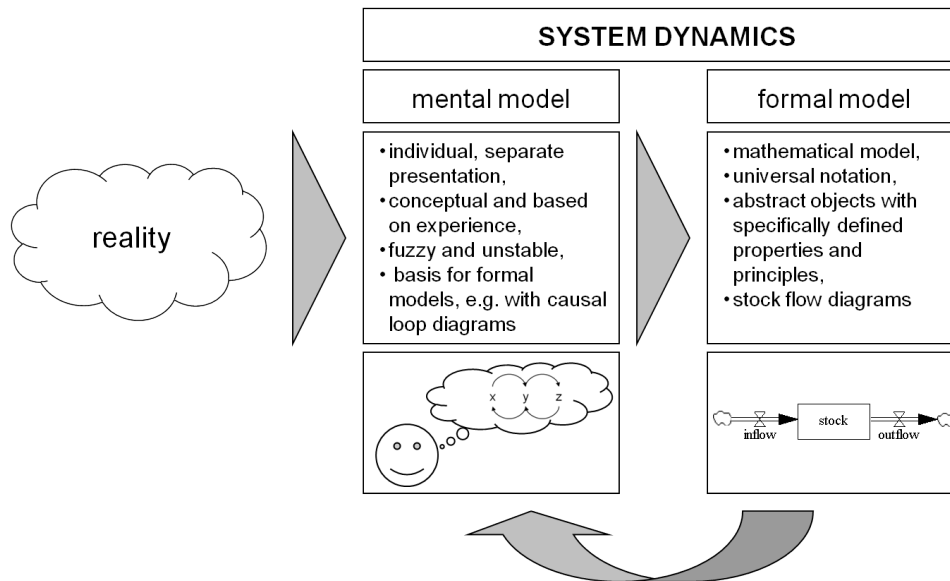 SYSTEM DYNAMICS
mental model
formal model
reality
•individual, separate
presentation,
•conceptual and based
on experience,
•fuzzy and unstable,
• basis for formal
models, e.g. with causal
loop diagrams
•mathematical model,
•universal notation,
•abstract objects with
specifically defined
properties and
principles,
•stock flow diagrams
x y z
stock
inflow
outflow